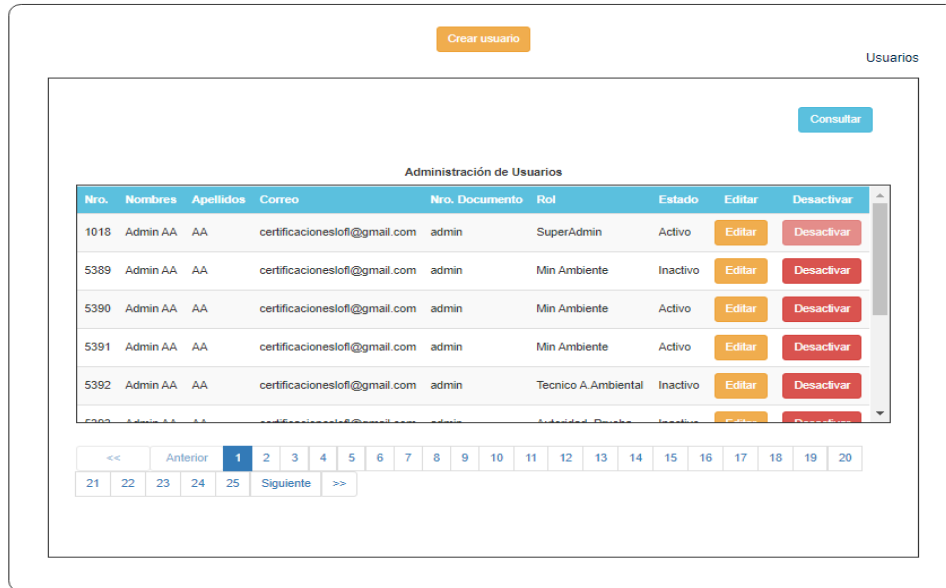 Crear usuario
Usuarios
Consultar
Administración de Usuarios
Nro. Nombres Apellidos Correo Nro. Documento Rol Estado Editar Desactivar
1018 Admin AA AA certificacioneslofl@gmail.com admin SuperAdmin Activo Editar Desactivar
5389 Admin AA AA certificacioneslofl@gmail.com admin Min Ambiente Inactivo Editar Desactivar
5390 Admin AA AA certificacioneslofl@gmail.com admin Min Ambiente Activo Editar Desactivar
5391 Admin AA AA certificacioneslofl@gmail.com admin Min Ambiente Activo Editar Desactivar
5392 Admin AA AA certificacioneslofl@gmail.com admin Tecnico A.Ambiental Inactivo Editar Desactivar
<< Anterior 1 2 3 4 5 6 7 8 9 10 11 12 13 14 15 16 17 18 19 20
21 22 23 24 25 Siguiente >>